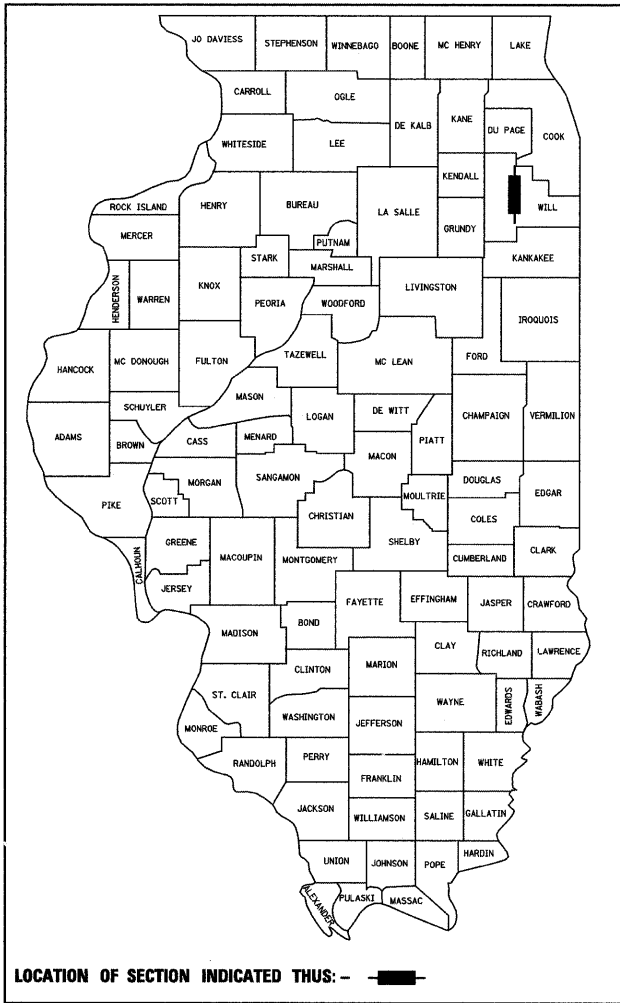 JO DAVIESS
STEPHENSON
WINNEBAGO
BOONE
MC HENRY
LAKE
CARROLL
OGLE
DE KALB
KANE
DU PAGE
COOK
WHITESIDE
LEE
KENDALL
ROCK ISLAND
HENRY
BUREAU
LA SALLE
GRUNDY
WILL
MERCER
PUTNAM
STARK
MARSHALL
KANKAKEE
HENDERSON
WARREN
KNOX
PEORIA
WOODFORD
LIVINGSTON
IROQUOIS
HANCOCK
MC DONOUGH
FULTON
TAZEWELL
MC LEAN
FORD
SCHUYLER
MASON
LOGAN
DE WITT
CHAMPAIGN
VERMILION
ADAMS
BROWN
CASS
MENARD
MACON
PIATT
PIKE
SCOTT
MORGAN
SANGAMON
CHRISTIAN
MOULTRIE
DOUGLAS
EDGAR
COLES
CALHOUN
GREENE
MACOUPIN
MONTGOMERY
SHELBY
CUMBERLAND
CLARK
JERSEY
FAYETTE
EFFINGHAM
JASPER
CRAWFORD
MADISON
BOND
CLAY
RICHLAND
LAWRENCE
CLINTON
MARION
ST. CLAIR
WAYNE
EDWARDS
WABASH
MONROE
WASHINGTON
JEFFERSON
RANDOLPH
PERRY
HAMILTON
WHITE
FRANKLIN
JACKSON
WILLIAMSON
SALINE
GALLATIN
UNION
JOHNSON
POPE
HARDIN
ALEXANDER
PULASKI
MASSAC
LOCATION OF SECTION INDICATED THUS: -